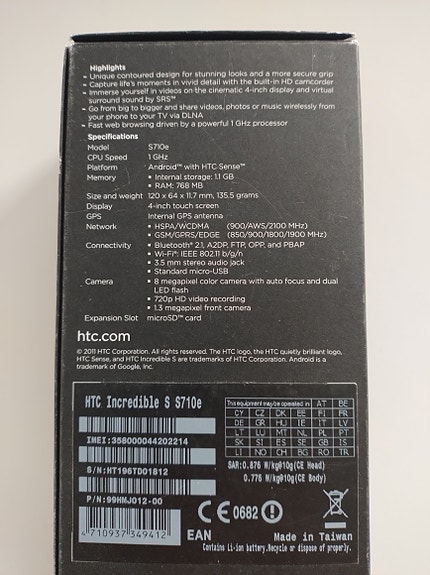 Highlights
- Unique contoured design for stunning looks and a more secure grip
- Capture life's moments in vivid detail with the built-in HD camcorder
- Immerse yourself in videos on the cinematic 4-inch display and virtual
surround sound by SRS™
- Go from big to bigger and share videos, photos or music wirelessly from
your phone to your TV via DLNA
- Fast web browsing driven by a powerful 1 GHz processor
Specifications
Model S710e
CPU Speed 1 GHz
Platform Android™ with HTC Sense™
Memory • Internal storage: 1.1 GB
• RAM: 768 MB
Size and weight 120 x 64 x 11.7 mm, 135.5 grams
Display 4-inch touch screen
GPS Internal GPS antenna
Network • HSPA/WCDMA (900/AWS/2100 MHz)
• GSM/GPRS/EDGE (850/900/1800/1900 MHz)
Connectivity • Bluetooth® 2.1, A2DP, FTP, OPP, and PBAP
• Wi-Fi®: IEEE 802.11 b/g/n
• 3.5 mm stereo audio jack
• Standard micro-USB
Camera • 8 megapixel color camera with auto focus and dual
LED flash
• 720p HD video recording
• 1.3 megapixel front camera
Expansion Slot microSD™ card
htc.com
© 2011 HTC Corporation. All rights reserved. The HTC logo, the HTC quietly brilliant logo,
HTC Sense, and HTC Incredible S are trademarks of HTC Corporation. Android is a
trademark of Google, Inc.
HTC Incredible S S710e
IMEI:358000044202214
S/N:HT196TD01812
P/N:99HMJ012-00
4 710937 349412
EAN
This equipment may be operated in AT BE
CY CZ DK EE FI FR
DE GR HU IE IT LV
LT LU MT NL PL PT
SK SI ES SE GB IS
LI NO CH BG RO TR
SAR:0.876 W/kg@10g(CE Head)
0.776 W/kg@10g(CE Body)
CE 0682
Made in Taiwan
Contains li-ion battery.Recycle or dispose of properly.